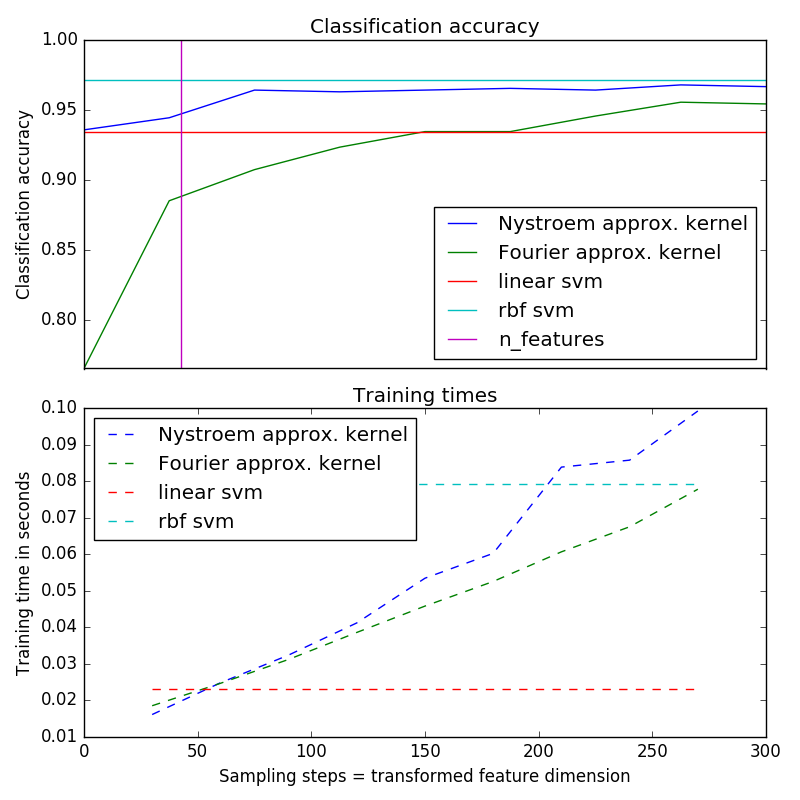 Classification accuracy
1.00
0.95
0.90
0.85
0.80
Classification accuracy
Nystroem approx. kernel
Fourier approx. kernel
linear svm
rbf svm
n_features
Training times
0.10
0.09
0.08
0.07
0.06
0.05
0.04
0.03
0.02
0.01
Training time in seconds
Nystroem approx. kernel
Fourier approx. kernel
linear svm
rbf svm
0 50 100 150 200 250 300
Sampling steps = transformed feature dimension